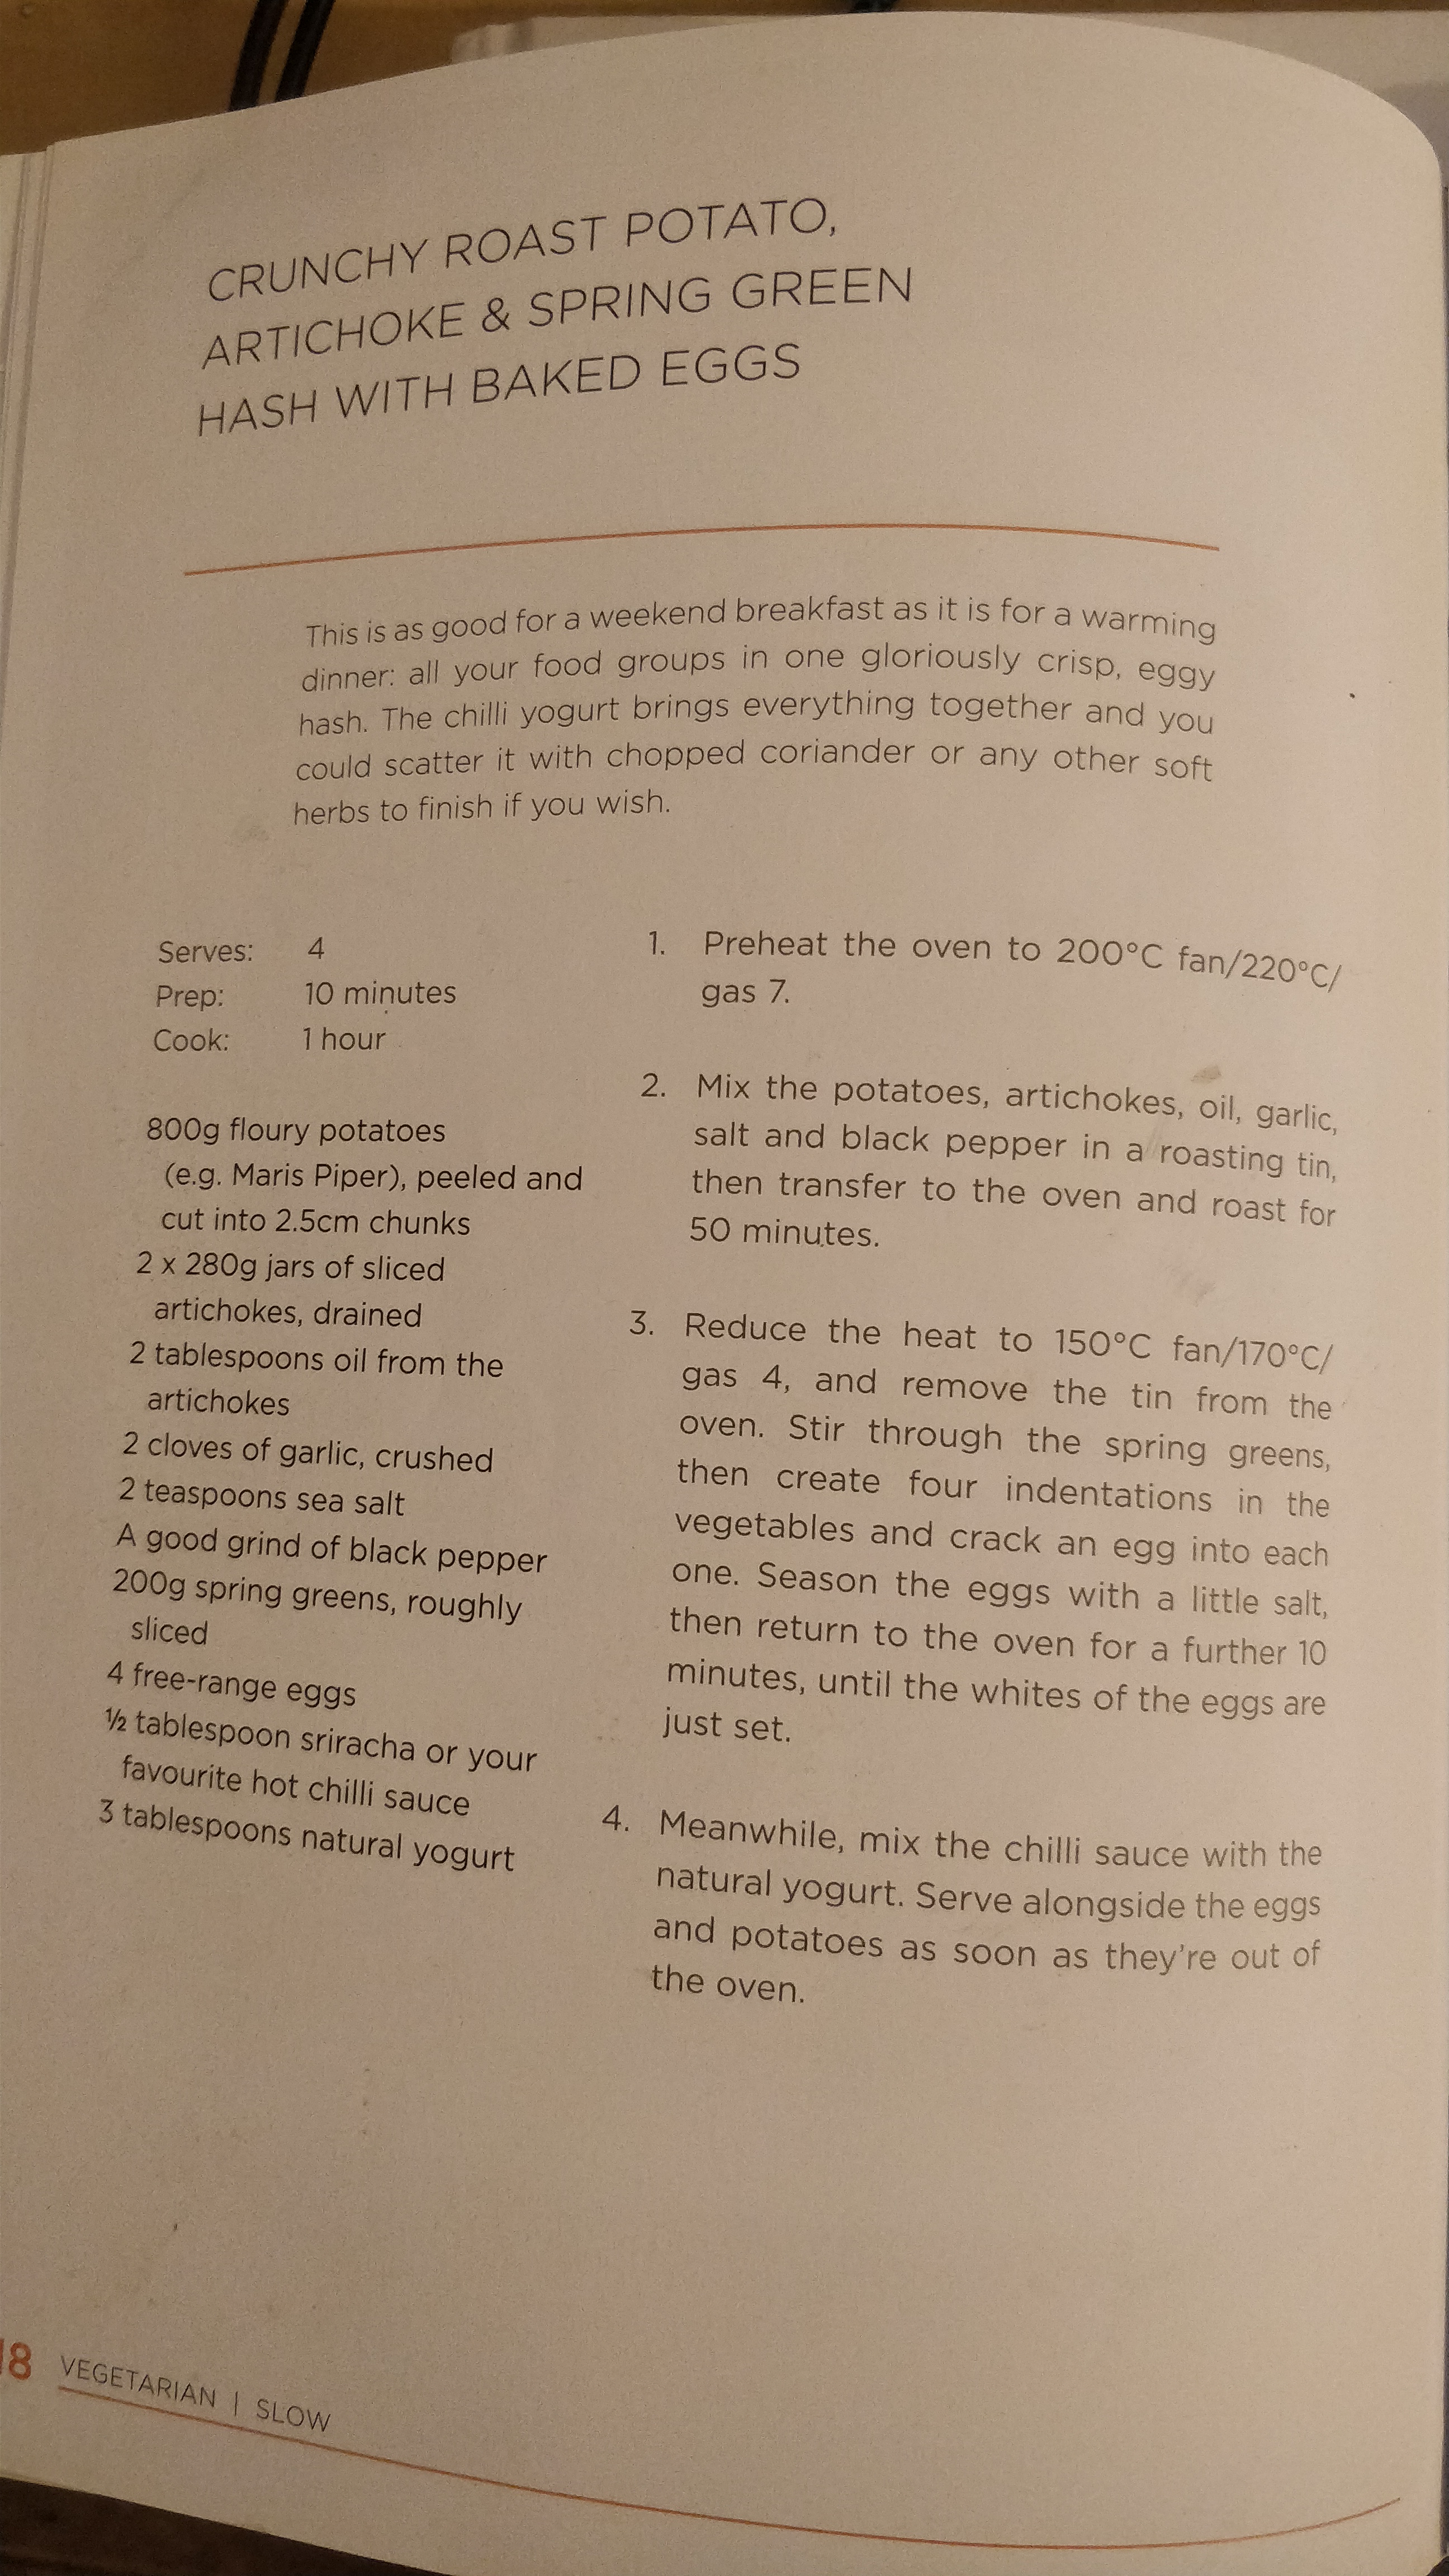 CRUNCHY ROAST POTATO,
ARTICHOKE & SPRING GREEN
HASH WITH BAKED EGGS
This is as good for a weekend breakfast as it is for a warming
dinner: all your food groups in one gloriously crisp, eggy
hash. The chilli yogurt brings everything together and you
could scatter it with chopped coriander or any other soft
herbs to finish if you wish.
Serves: 4
Prep: 10 minutes
Cook: 1 hour
800g floury potatoes
(e.g. Maris Piper), peeled and
cut into 2.5cm chunks
2 x 280g jars of sliced
artichokes, drained
2 tablespoons oil from the
artichokes
2 cloves of garlic, crushed
2 teaspoons sea salt
A good grind of black pepper
200g spring greens, roughly
sliced
4 free-range eggs
½ tablespoon sriracha or your
favourite hot chilli sauce
3 tablespoons natural yogurt
1. Preheat the oven to 200°C fan/220°C/
gas 7.
2. Mix the potatoes, artichokes, oil, garlic,
salt and black pepper in a roasting tin,
then transfer to the oven and roast for
50 minutes.
3. Reduce the heat to 150°C fan/170°C/
gas 4, and remove the tin from the
oven. Stir through the spring greens,
then create four indentations in the
vegetables and crack an egg into each
one. Season the eggs with a little salt,
then return to the oven for a further 10
minutes, until the whites of the eggs are
just set.
4. Meanwhile, mix the chilli sauce with the
natural yogurt. Serve alongside the eggs
and potatoes as soon as they're out of
the oven.
18 VEGETARIAN | SLOW